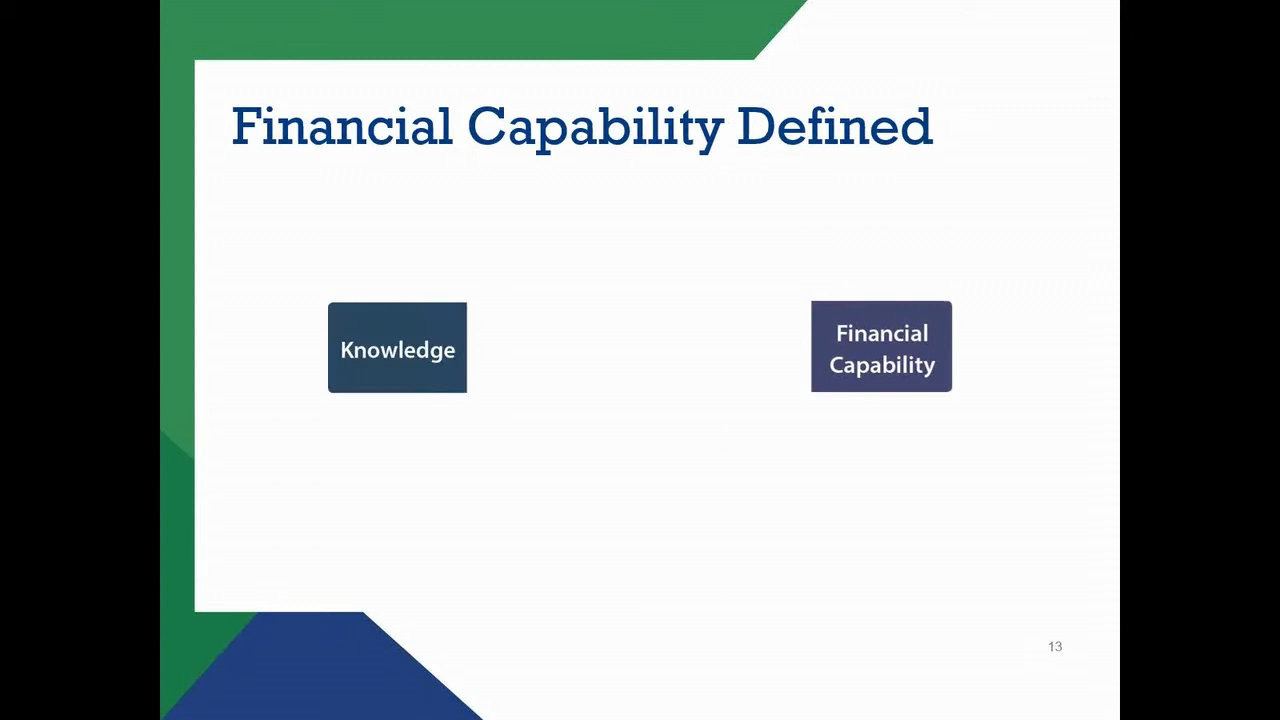 Financial Capability Defined
Knowledge
Financial
Capability
13